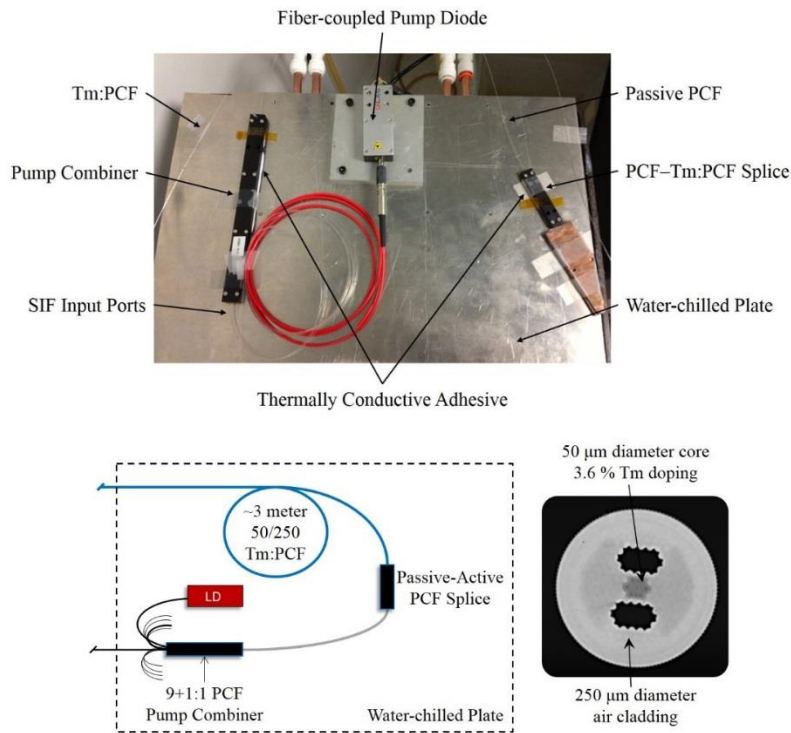 Fiber-coupled Pump Diode
Tm:PCF
Passive PCF
Pump Combiner
PCF–Tm:PCF Splice
SIF Input Ports
Water-chilled Plate
Thermally Conductive Adhesive
50 μm diameter core
3.6 % Tm doping
~3 meter
50/250
Tm:PCF
Passive-Active
PCF Splice
LD
9+1:1 PCF
Pump Combiner
Water-chilled Plate
250 μm diameter
air cladding